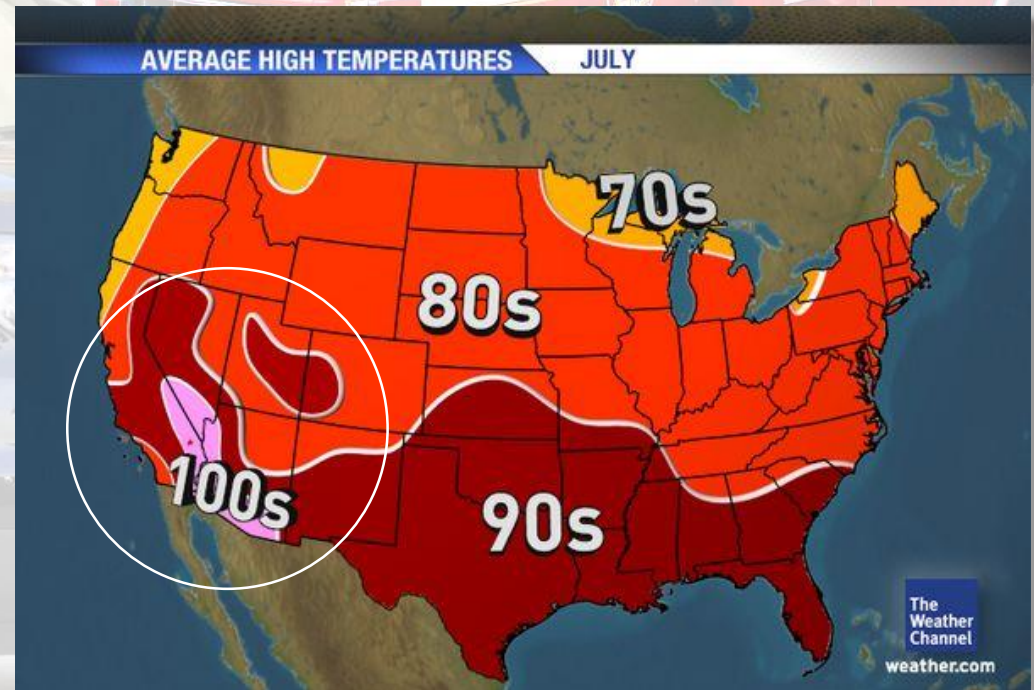 AVERAGE HIGH TEMPERATURES JULY
70s
80s
100s
90s
The
Weather
Channel
weather.com